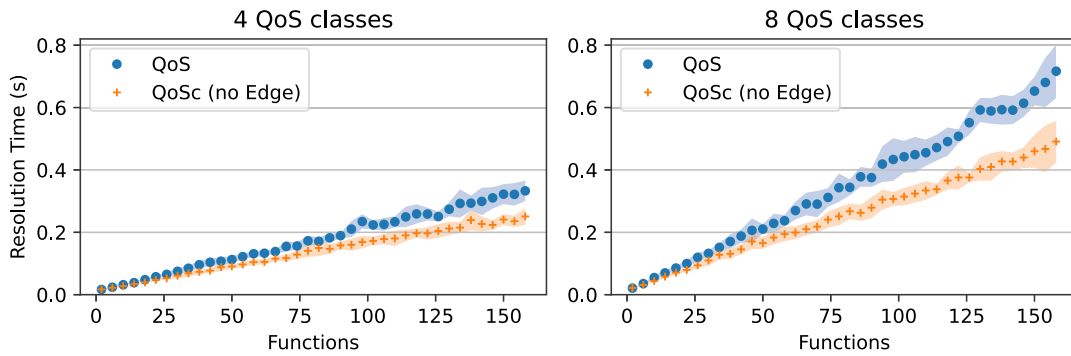 4 QoS classes
Resolution Time (s)
0.8
0.6
0.4
0.2
0.0
QoS
QoSc (no Edge)
0 25 50 75 100 125 150
Functions
8 QoS classes
0.8
0.6
0.4
0.2
0.0
QoS
QoSc (no Edge)
0 25 50 75 100 125 150
Functions